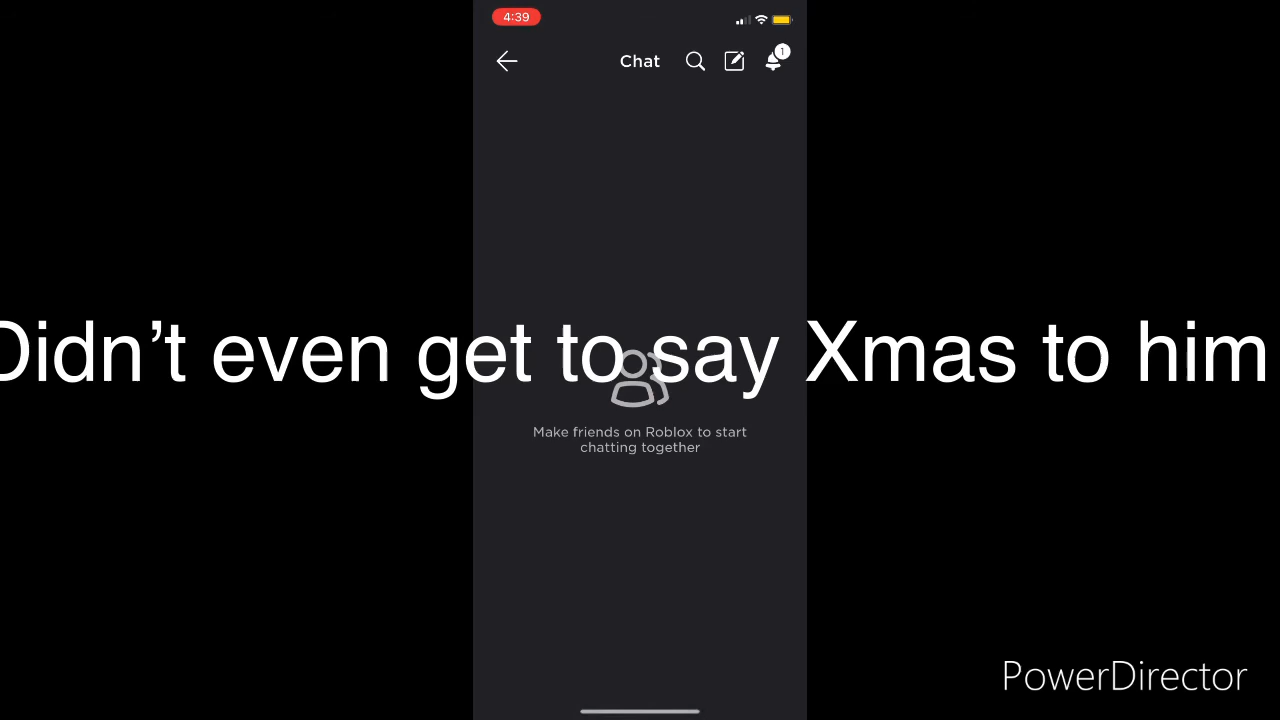 4:39
Chat
1
Didn’t even get to say Xmas to him
Make friends on Roblox to start
chatting together
PowerDirector